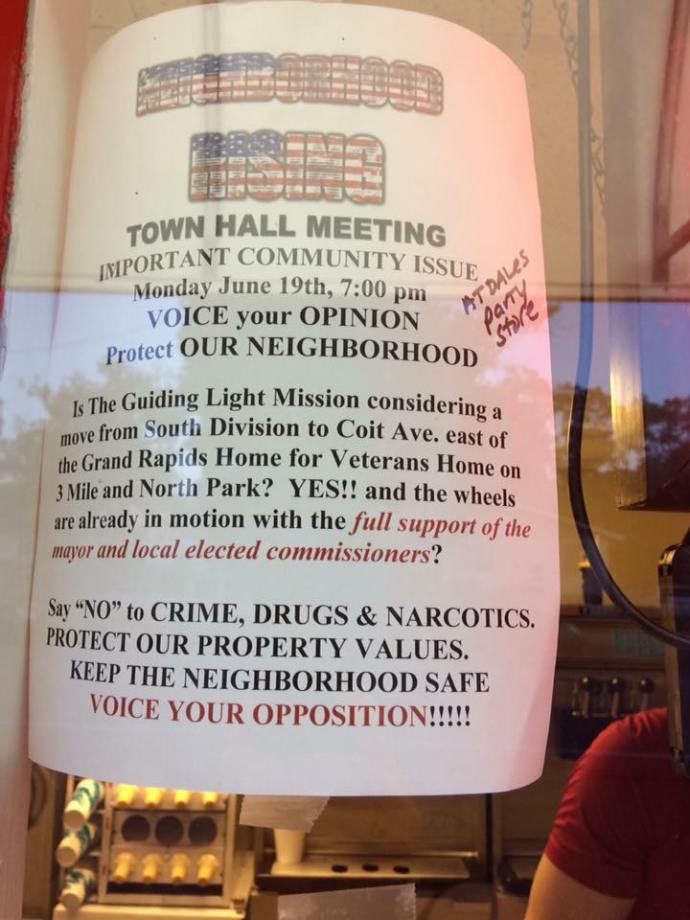 NEIGHBORHOOD
RISING
TOWN HALL MEETING
IMPORTANT COMMUNITY ISSUE
Monday June 19th, 7:00 pm
AT DALES
Party
Store
VOICE your OPINION
Protect OUR NEIGHBORHOOD
Is The Guiding Light Mission considering a
move from South Division to Coit Ave. east of
the Grand Rapids Home for Veterans Home on
3 Mile and North Park? YES!! and the wheels
are already in motion with the full support of the
mayor and local elected commissioners?
Say “NO” to CRIME, DRUGS & NARCOTICS.
PROTECT OUR PROPERTY VALUES.
KEEP THE NEIGHBORHOOD SAFE
VOICE YOUR OPPOSITION!!!!!